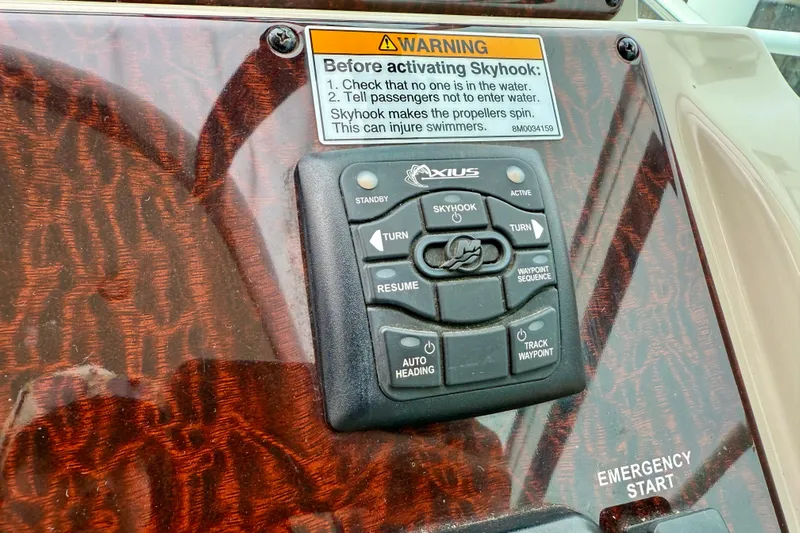 WARNING
Before activating Skyhook:
1. Check that no one is in the water.
2. Tell passengers not to enter water.
Skyhook makes the propellers spin.
This can injure swimmers. 8M0034159
AXIUS
STANDBY
ACTIVE
SKYHOOK
TURN
TURN
RESUME
WAYPOINT
SEQUENCE
AUTO
HEADING
TRACK
WAYPOINT
EMERGENCY
START